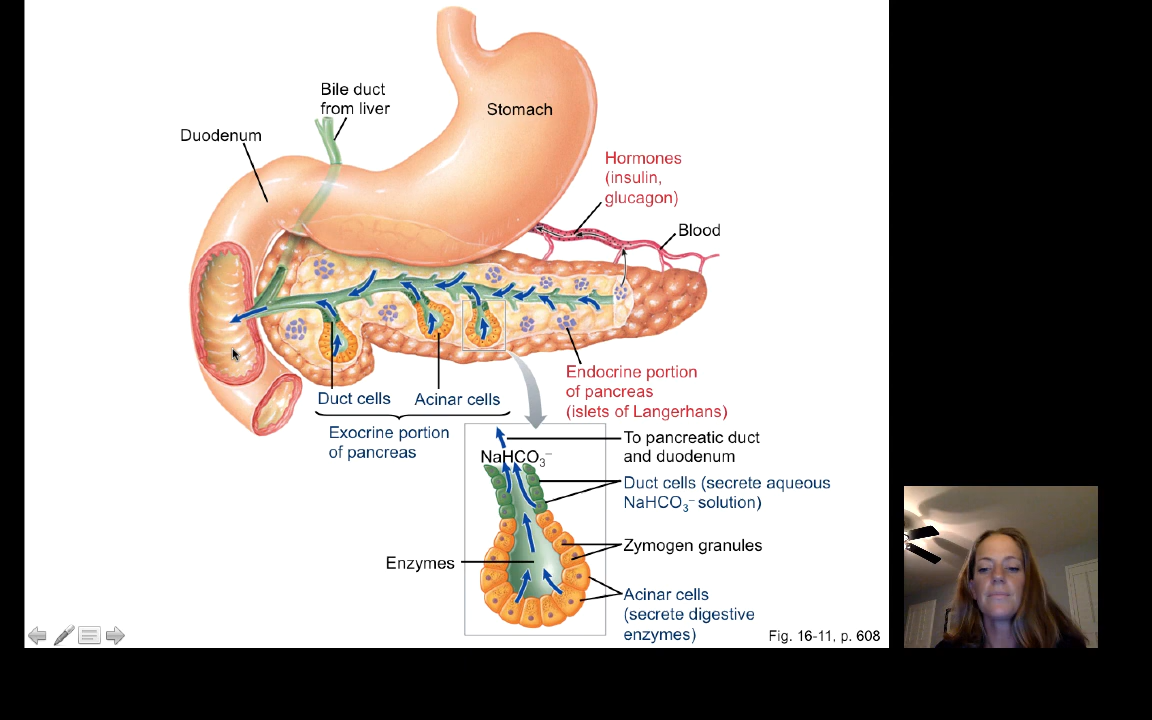 Bile duct
from liver
Stomach
Duodenum
Hormones
(insulin,
glucagon)
Blood
Endocrine portion
of pancreas
(islets of Langerhans)
Duct cells
Acinar cells
Exocrine portion
of pancreas
To pancreatic duct
and duodenum
NaHCO₃⁻
Duct cells (secrete aqueous
NaHCO₃⁻ solution)
Zymogen granules
Enzymes
Acinar cells
(secrete digestive
enzymes)
Fig. 16-11, p. 608